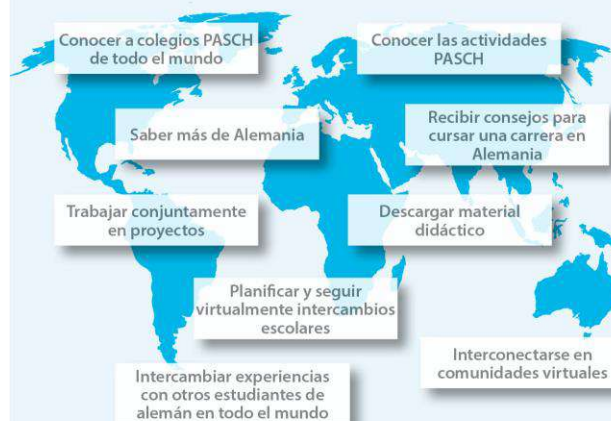 Conocer a colegios PASCH
de todo el mundo
Conocer las actividades
PASCH
Saber más de Alemania
Recibir consejos para
cursar una carrera en
Alemania
Trabajar conjuntamente
en proyectos
Descargar material
didáctico
Planificar y seguir
virtualmente intercambios
escolares
Interconectarse en
comunidades virtuales
Intercambiar experiencias
con otros estudiantes de
alemán en todo el mundo